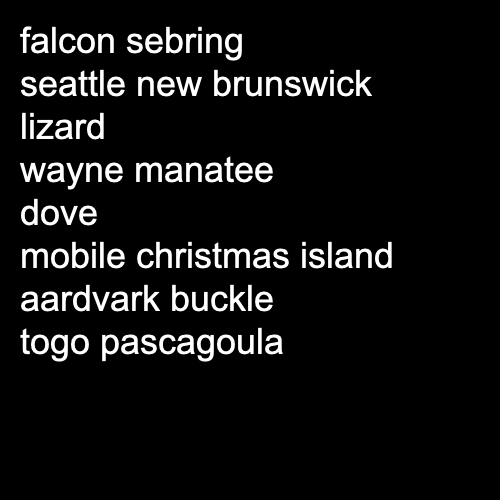 falcon sebring
seattle new brunswick
lizard
wayne manatee
dove
mobile christmas island
aardvark buckle
togo pascagoula